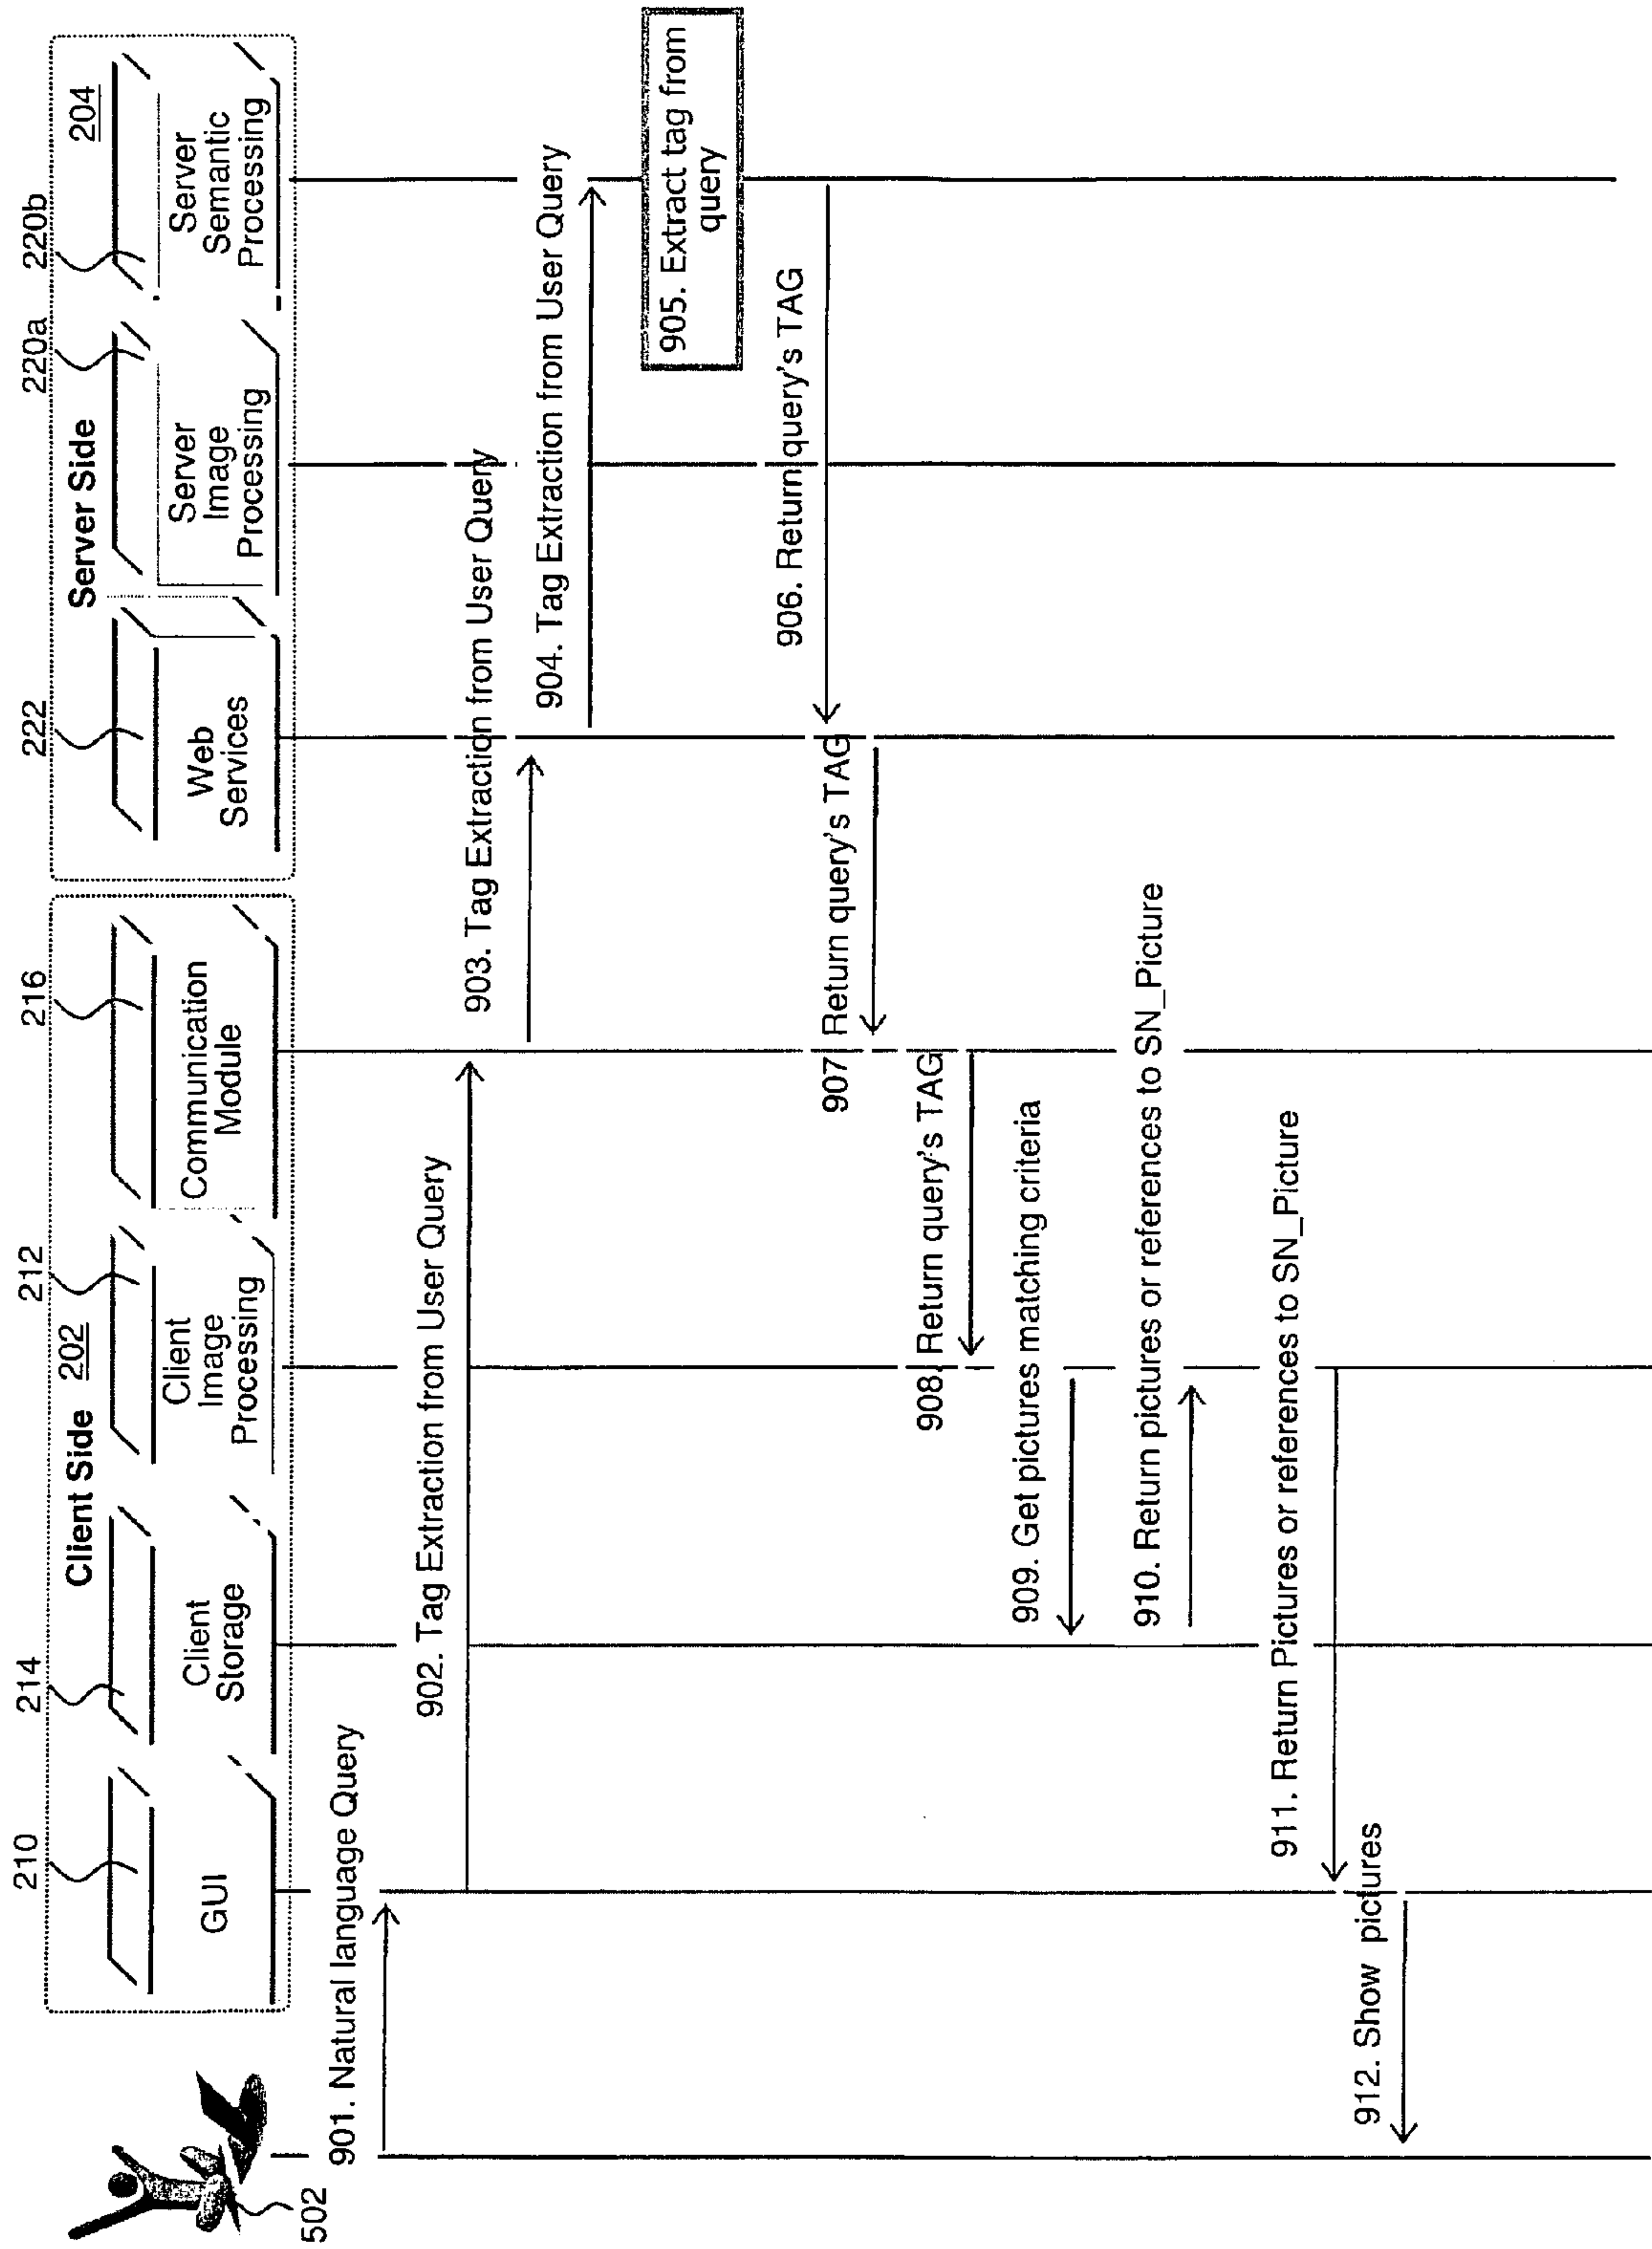 Client Side 202
Server Side
204
502
210
214
212
216
222
220a
220b
GUI
Client
Storage
Client
Image
Processing
Communication
Module
Web
Services
Server
Image
Processing
Server
Semantic
Processing
901. Natural language Query
902. Tag Extraction from User Query
903. Tag Extraction from User Query
904. Tag Extraction from User Query
905. Extract tag from
query
906. Return query's TAG
907 Return query's TAG
908. Return query's TAG
909. Get pictures matching criteria
910. Return pictures or references to SN_Picture
911. Return Pictures or references to SN_Picture
912. Show pictures